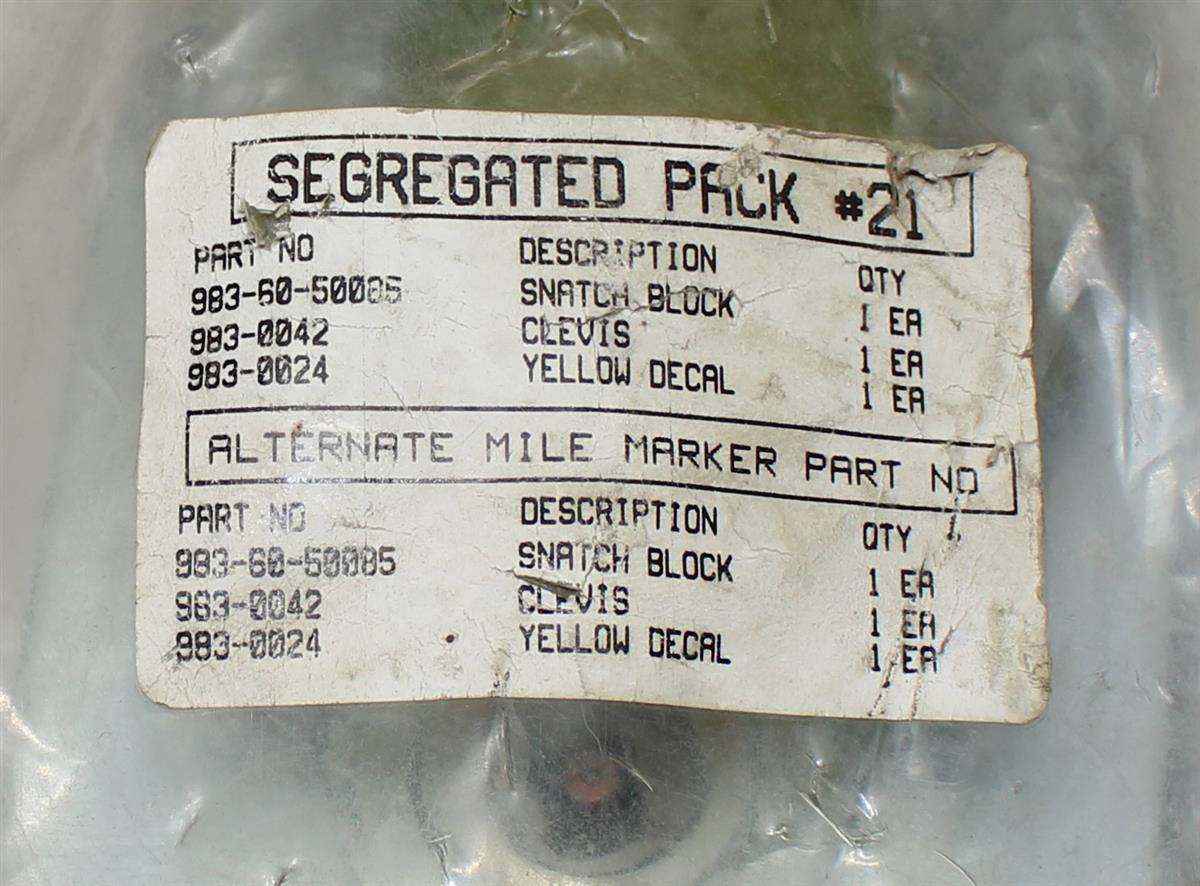 SEGREGATED PACK #21
PART NO DESCRIPTION QTY
983-60-50085 SNATCH BLOCK 1 EA
983-0042 CLEVIS 1 EA
983-0024 YELLOW DECAL 1 EA
ALTERNATE MILE MARKER PART NO
PART NO DESCRIPTION QTY
983-60-50085 SNATCH BLOCK 1 EA
983-0042 CLEVIS 1 EA
983-0024 YELLOW DECAL 1 EA